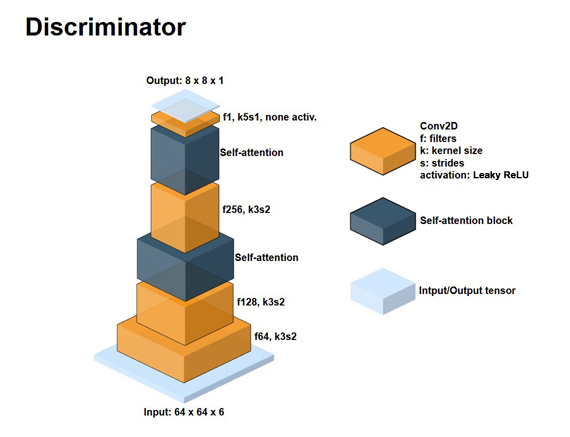 Discriminator
Output: 8 x 8 x 1
f1, k5s1, none activ.
Self-attention
f256, k3s2
Self-attention
f128, k3s2
f64, k3s2
Input: 64 x 64 x 6
Conv2D
f: filters
k: kernel size
s: strides
activation: Leaky ReLU
Self-attention block
Intput/Output tensor